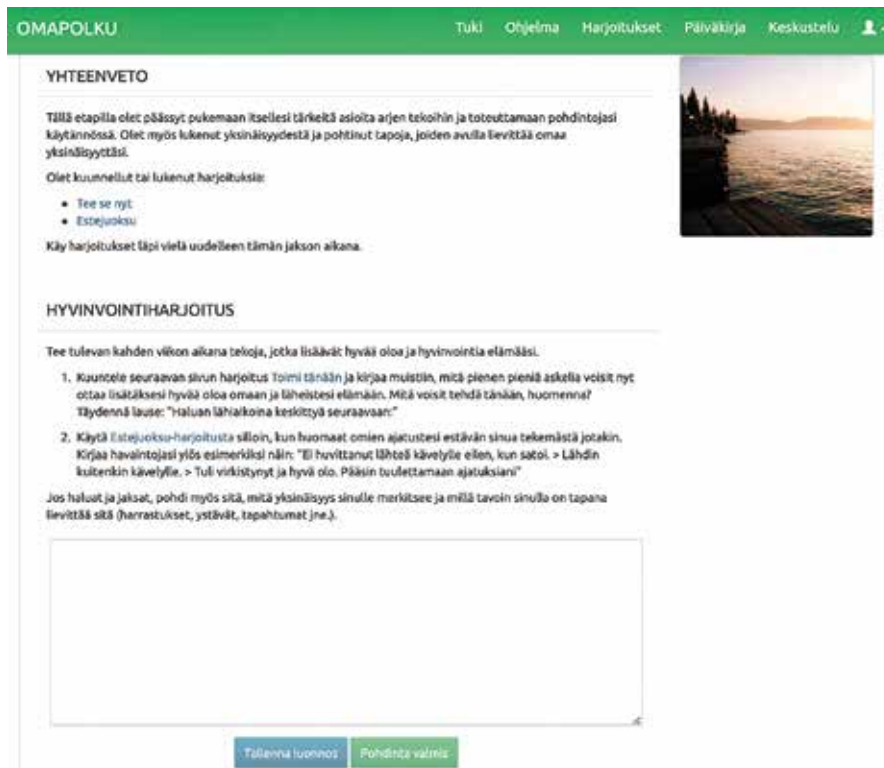 OMAPOLKU
Tuki Ohjelma Harjoitukset Päiväkirja Keskustelu
YHTEENVETO
Tällä etapilla olet päässyt pukemaan itsellesi tärkeitä asioita arjen tekoihin ja toteuttamaan pohdintojasi
käytännössä. Olet myös lukenut yksinäisyydestä ja pohtinut tapoja, joiden avulla lievittää omaa
yksinäisyyttäsi.
Olet kuunnellut tai lukenut harjoituksia:
• Tee se nyt
• Estejuoksu
Käy harjoitukset läpi vielä uudelleen tämän jakson aikana.
HYVINVOINTIHARJOITUS
Tee tulevan kahden viikon aikana tekoja, jotka lisäävät hyvää oloa ja hyvinvointia elämääsi.
1. Kuuntele seuraavan sivun harjoitus Toimi tänään ja kirjaa muistiin, mitä pienen pieniä askelia voisit nyt
ottaa lisätäksesi hyvää oloa omaan ja läheistesi elämään. Mitä voisit tehdä tänään, huomenna?
Täydennä lause: "Haluan lähiaikoina keskittyä seuraavaan:"
2. Käytä Estejuoksu-harjoitusta silloin, kun huomaat omien ajatustesi estävän sinua tekemästä jotakin.
Kirjaa havaintojasi ylös esimerkiksi näin: "Ei huvittanut lähteä kävelylle eilen, kun satoi. > Lähdin
kuitenkin kävelylle. > Tuli virkistynyt ja hyvä olo. Pääsin tuulettamaan ajatuksiani"
Jos haluat ja jaksat, pohdi myös sitä, mitä yksinäisyys sinulle merkitsee ja millä tavoin sinulla on tapana
lievittää sitä (harrastukset, ystävät, tapahtumat jne.).
Tallenna luonnos Pohdinta valmis